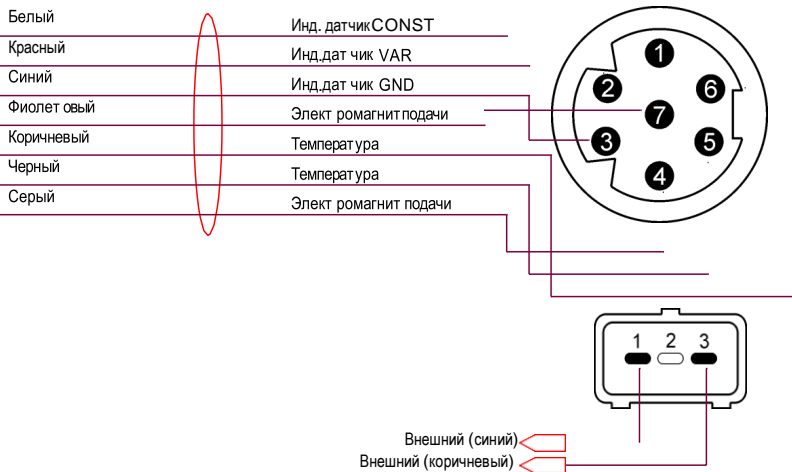 Белый
Инд. датчик CONST
Красный
Инд.дат чик VAR
Синий
Инд.дат чик GND
Фиолет овый
Элект ромагнит подачи
Коричневый
Температура
Черный
Температура
Серый
Элект ромагнит подачи
1
2
6
7
3
5
4
1 2 3
Внешний (синий)
Внешний (коричневый)